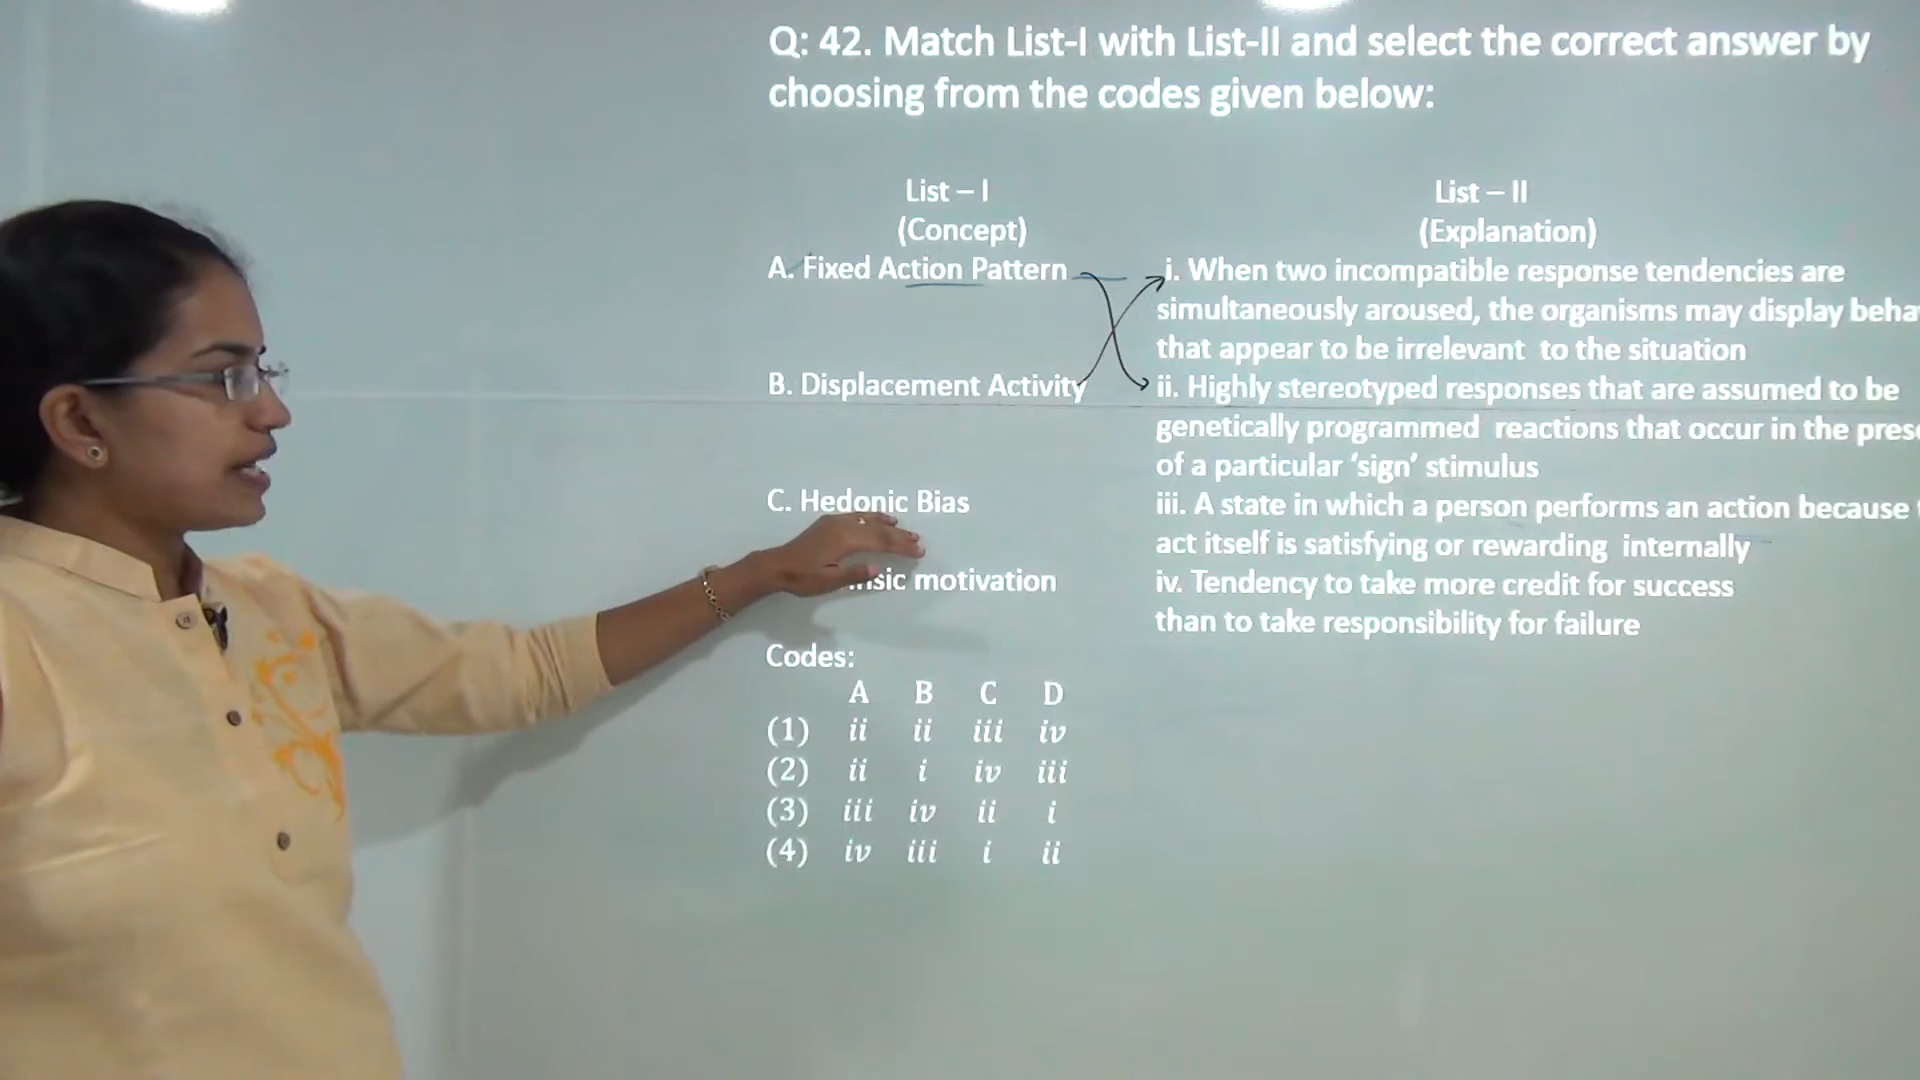 Q: 42. Match List-I with List-II and select the correct answer by
choosing from the codes given below:
List – I
(Concept)
List – II
(Explanation)
A. Fixed Action Pattern
B. Displacement Activity
C. Hedonic Bias
motivation
i. When two incompatible response tendencies are
simultaneously aroused, the organisms may display
that appear to be irrelevant to the situation
ii. Highly stereotyped responses that are assumed to be
genetically programmed reactions that occur in the
of a particular ‘sign’ stimulus
iii. A state in which a person performs an action because
act itself is satisfying or rewarding internally
iv. Tendency to take more credit for success
than to take responsibility for failure
Codes:
A B C D
(1) ii ii iii iv
(2) ii i iv iii
(3) iii iv ii i
(4) iv iii i ii